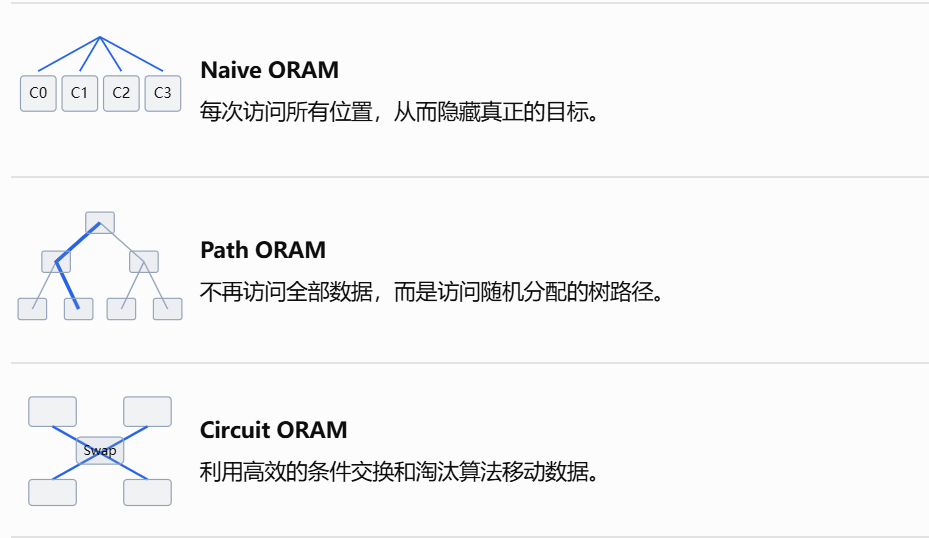 C0 C1 C2 C3
Naive ORAM
每次访问所有位置，从而隐藏真正的目标。
Path ORAM
不再访问全部数据，而是访问随机分配的树路径。
Swap
Circuit ORAM
利用高效的条件交换和淘汰算法移动数据。